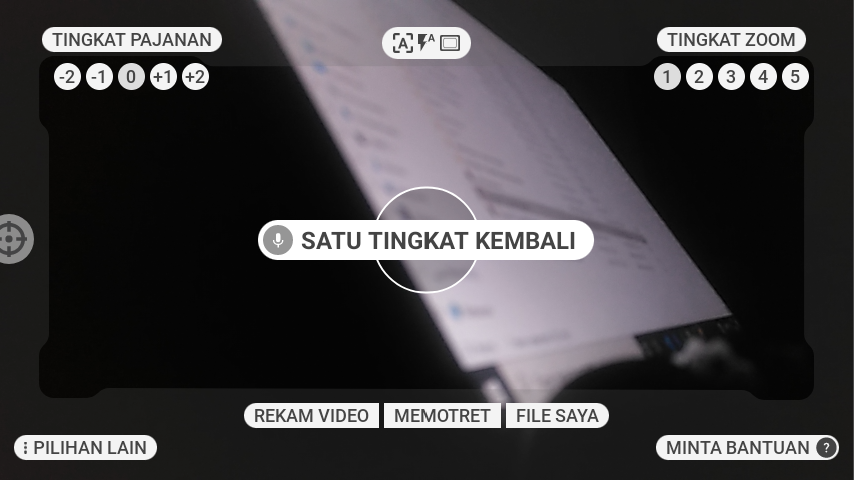 TINGKAT PAJANAN
A A
TINGKAT ZOOM
-2 -1 0 +1 +2
1 2 3 4 5
SATU TINGKAT KEMBALI
REKAM VIDEO MEMOTRET FILE SAYA
PILIHAN LAIN
MINTA BANTUAN ?